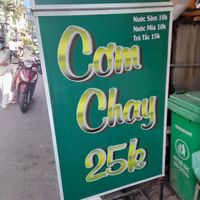 Nước Sâm 10k
Nước Mía 10k
Trà Tắc 15k
Cơm
Chay
25k